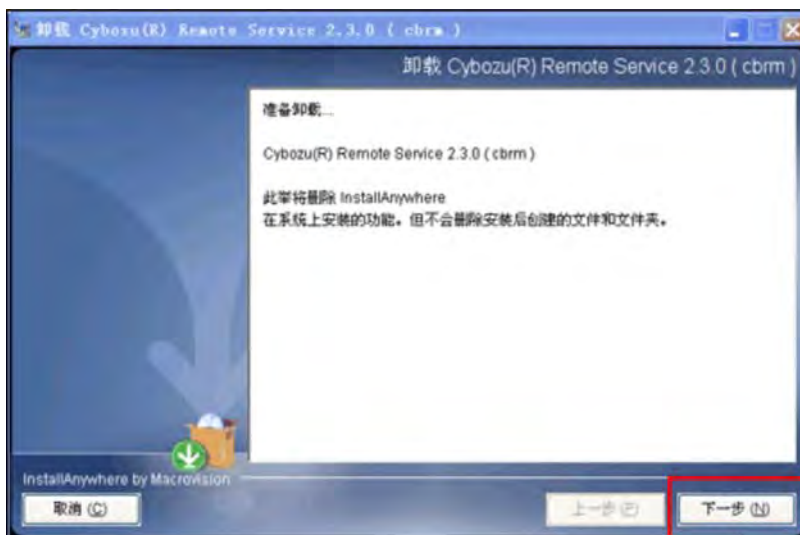 卸载 Cybozu(R) Remote Service 2.3.0 ( cbrm )
卸载 Cybozu(R) Remote Service 2.3.0 ( cbrm )
准备卸载...
Cybozu(R) Remote Service 2.3.0 ( cbrm )
此举将删除 InstallAnywhere
在系统上安装的功能。但不会删除安装后创建的文件和文件夹。
InstallAnywhere by Macrovision
取消 (C)
上一步 (P)
下一步 (N)